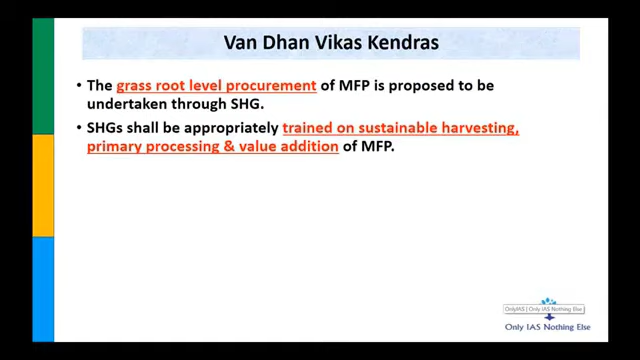 Van Dhan Vikas Kendras
• The grass root level procurement of MFP is proposed to be
undertaken through SHG.
• SHGs shall be appropriately trained on sustainable harvesting,
primary processing & value addition of MFP.
OnlyIAS | Only IAS Nothing Else
Only IAS Nothing Else